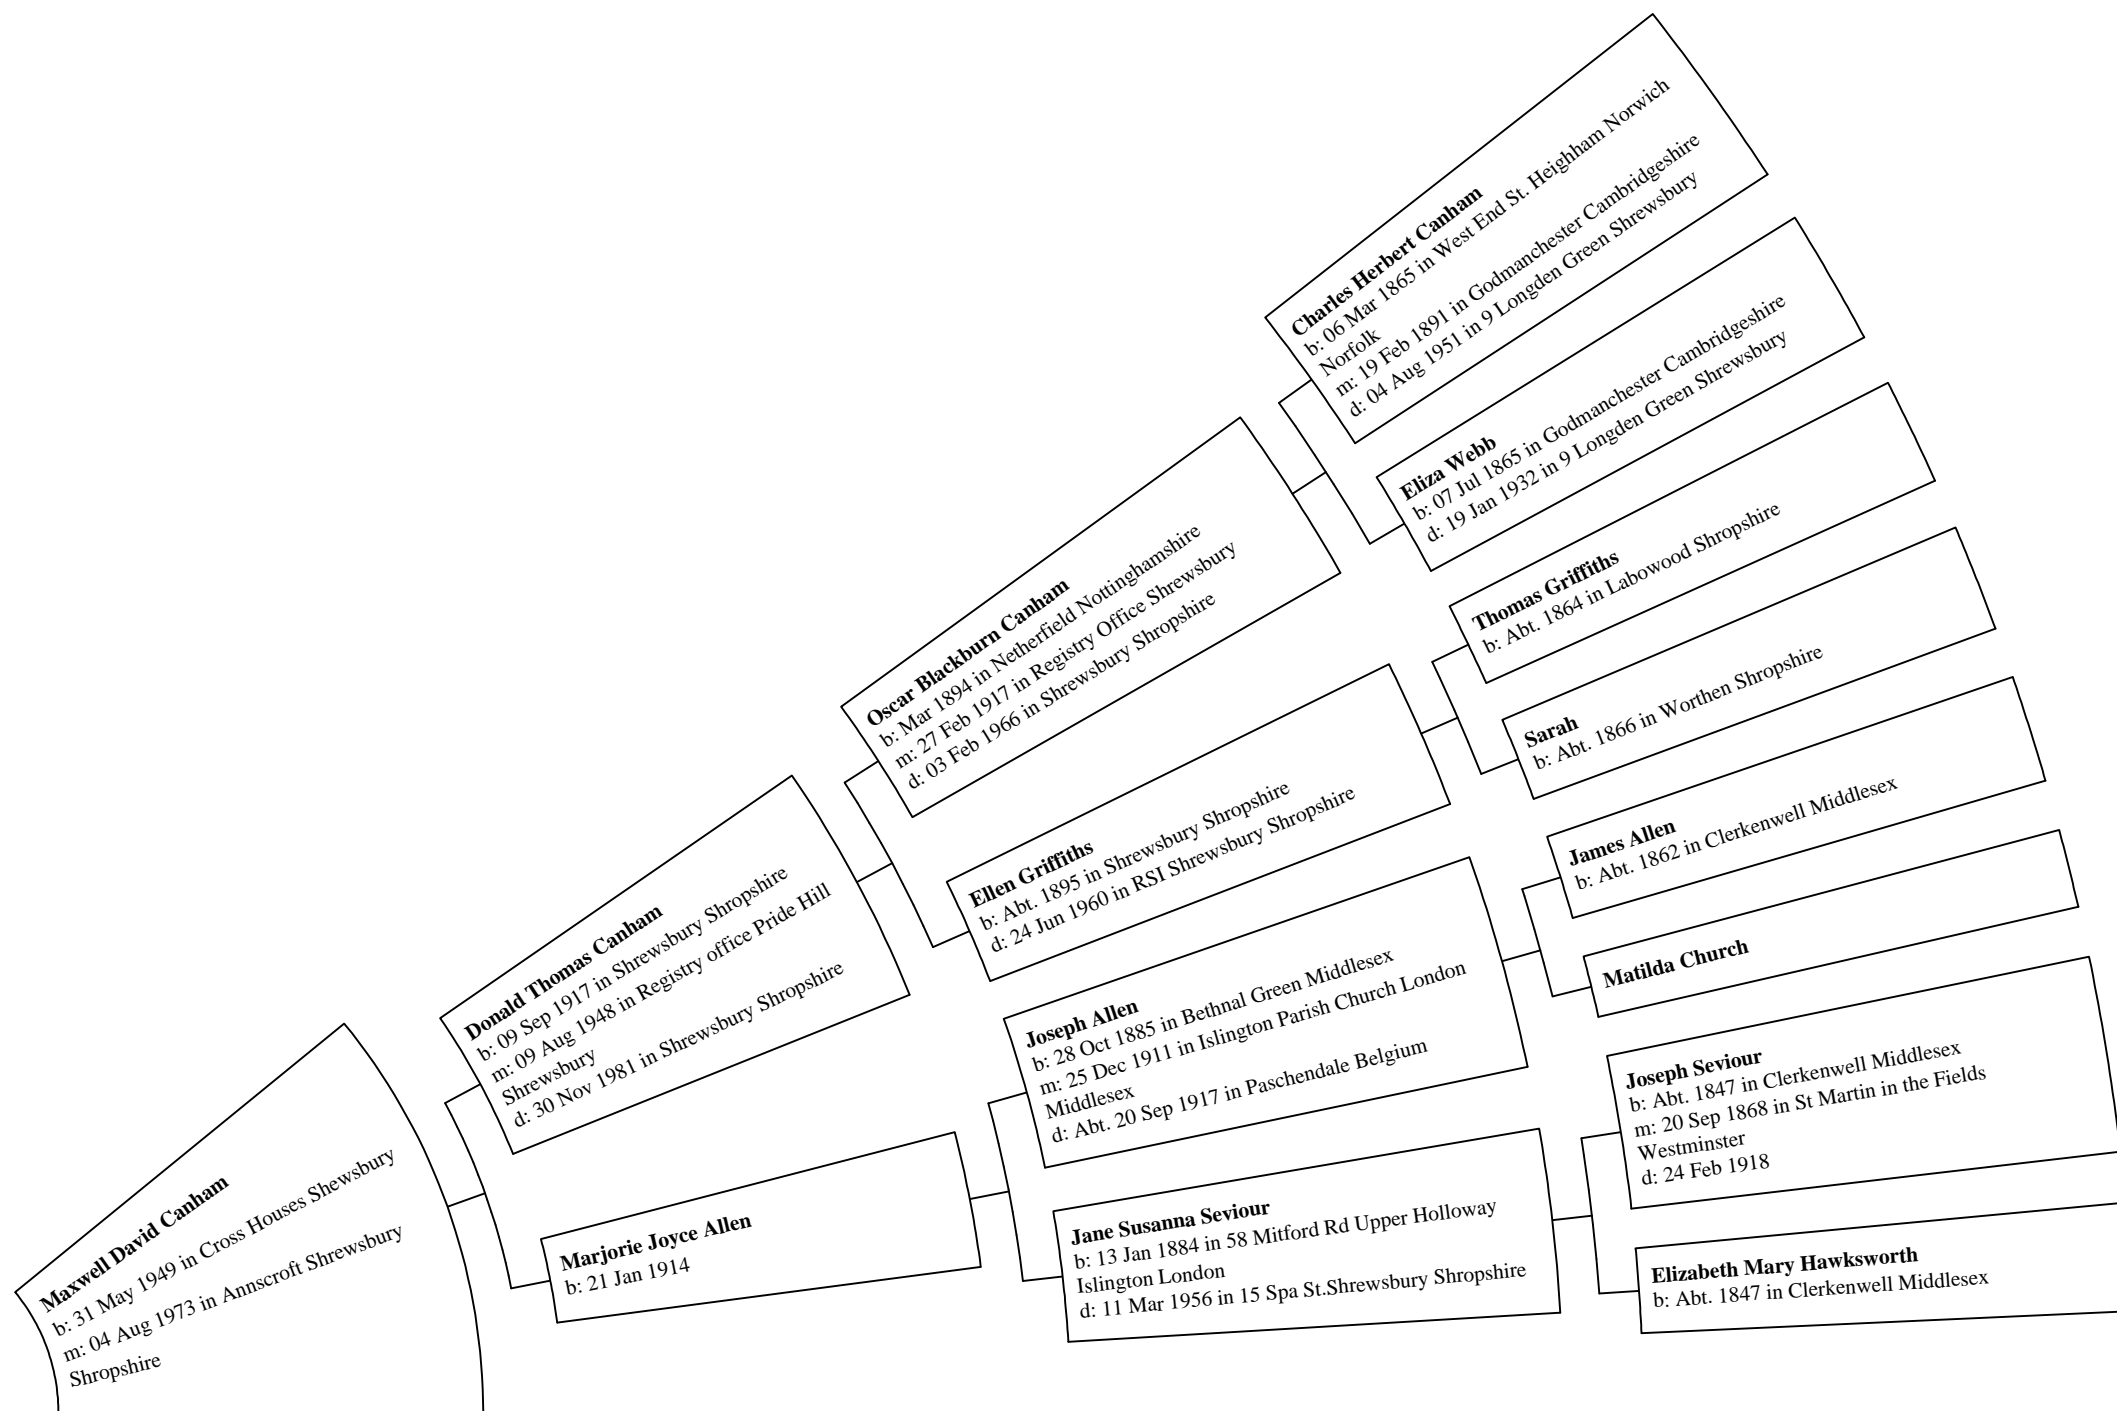 Charles Herbert Canham
b: 06 Mar 1865 in West End St. Heighham Norwich
Norfolk
m: 19 Feb 1891 in Godmanchester Cambridgeshire
d: 04 Aug 1951 in 9 Longden Green Shrewsbury
Eliza Webb
b: 07 Jul 1865 in Godmanchester Cambridgeshire
d: 19 Jan 1932 in 9 Longden Green Shrewsbury
Oscar Blackburn Canham
b: Mar 1894 in Netherfield Nottinghamshire
m: 27 Feb 1917 in Registry Office Shrewsbury
d: 03 Feb 1966 in Shrewsbury Shropshire
Thomas Griffiths
b: Abt. 1864 in Labowood Shropshire
Sarah
b: Abt. 1866 in Worthen Shropshire
Ellen Griffiths
b: Abt. 1895 in Shrewsbury Shropshire
d: 24 Jun 1960 in RSI Shrewsbury Shropshire
Donald Thomas Canham
b: 09 Sep 1917 in Shrewsbury Shropshire
m: 09 Aug 1948 in Registry office Pride Hill
Shrewsbury
d: 30 Nov 1981 in Shrewsbury Shropshire
James Allen
b: Abt. 1862 in Clerkenwell Middlesex
Matilda Church
Joseph Allen
b: 28 Oct 1885 in Bethnal Green Middlesex
m: 25 Dec 1911 in Islington Parish Church London
Middlesex
d: Abt. 20 Sep 1917 in Paschendale Belgium
Joseph Seviour
b: Abt. 1847 in Clerkenwell Middlesex
m: 20 Sep 1868 in St Martin in the Fields
Westminster
d: 24 Feb 1918
Maxwell David Canham
b: 31 May 1949 in Cross Houses Shewsbury
m: 04 Aug 1973 in Annscroft Shrewsbury
Shropshire
Marjorie Joyce Allen
b: 21 Jan 1914
Jane Susanna Seviour
b: 13 Jan 1884 in 58 Mitford Rd Upper Holloway
Islington London
d: 11 Mar 1956 in 15 Spa St.Shrewsbury Shropshire
Elizabeth Mary Hawksworth
b: Abt. 1847 in Clerkenwell Middlesex